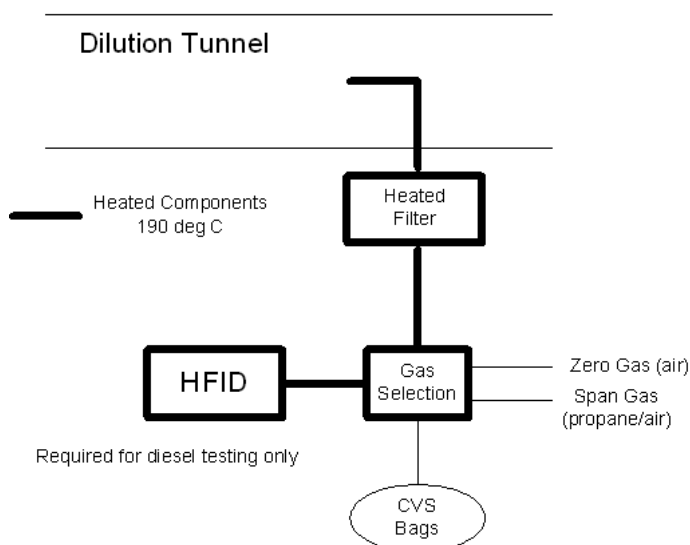 Dilution Tunnel
Heated Components
190 deg C
Heated
Filter
HFID
Gas
Selection
Zero Gas (air)
Span Gas
(propane/air)
Required for diesel testing only
CVS
Bags